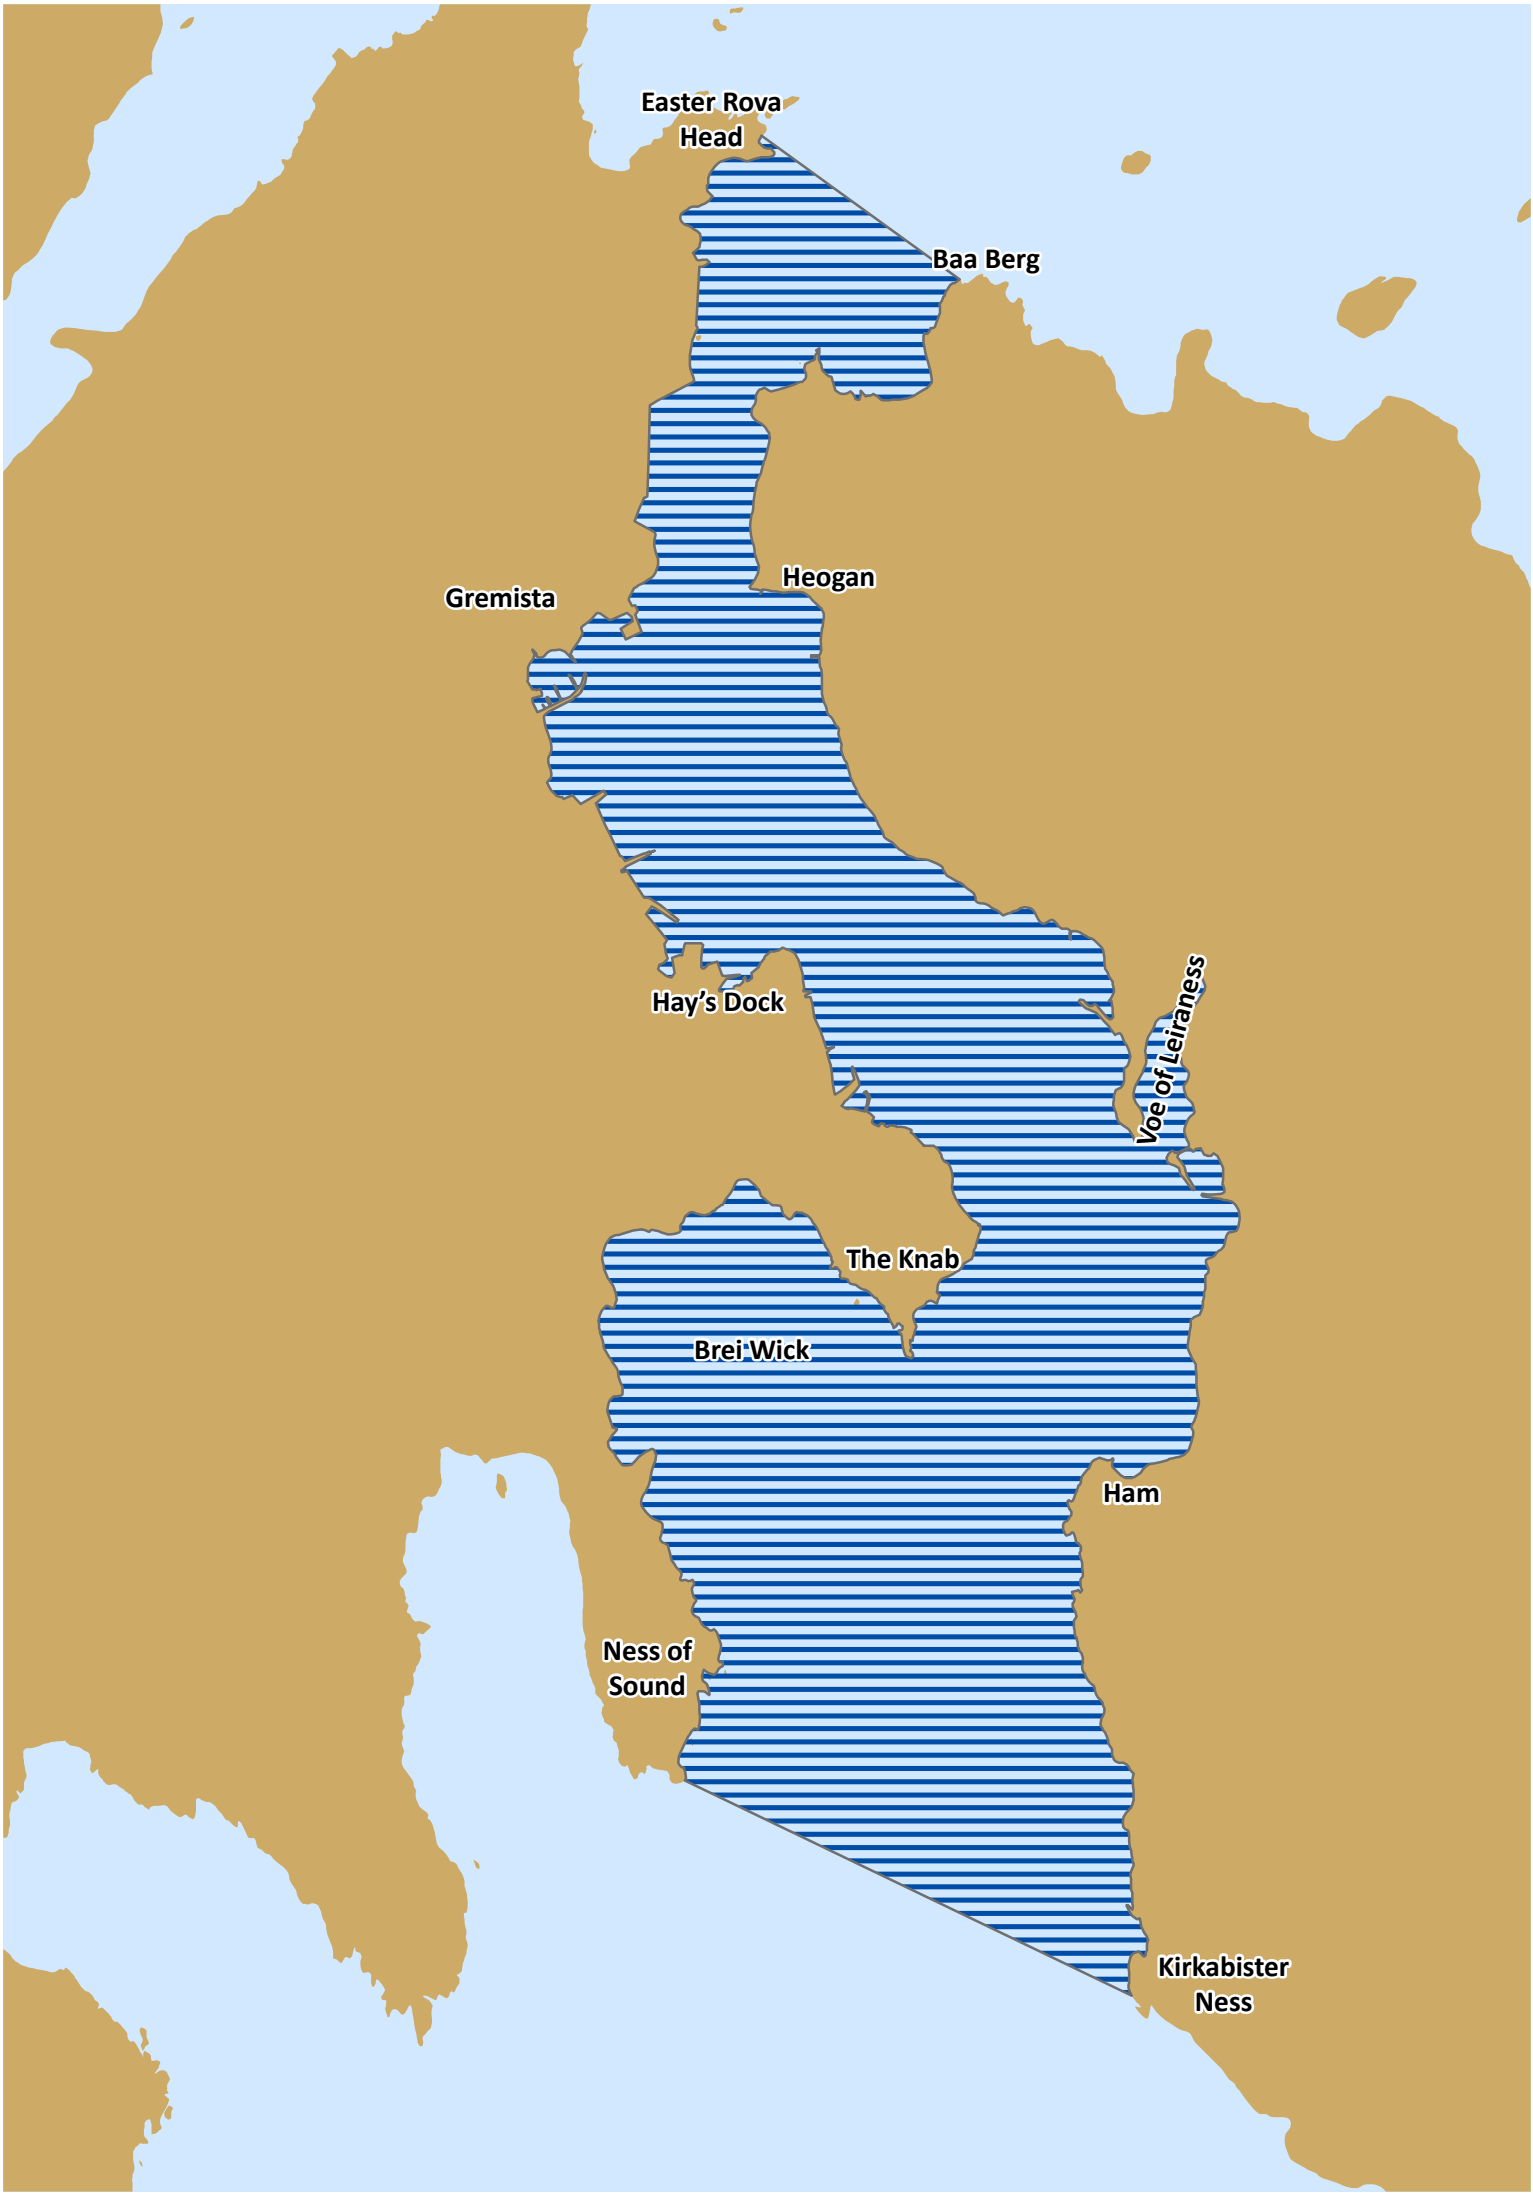 Easter Rova
Head
Baa Berg
Heogan
Gremista
Voe of Leiraness
Hay’s Dock
The Knab
Brei Wick
Ham
Ness of
Sound
Kirkabister
Ness